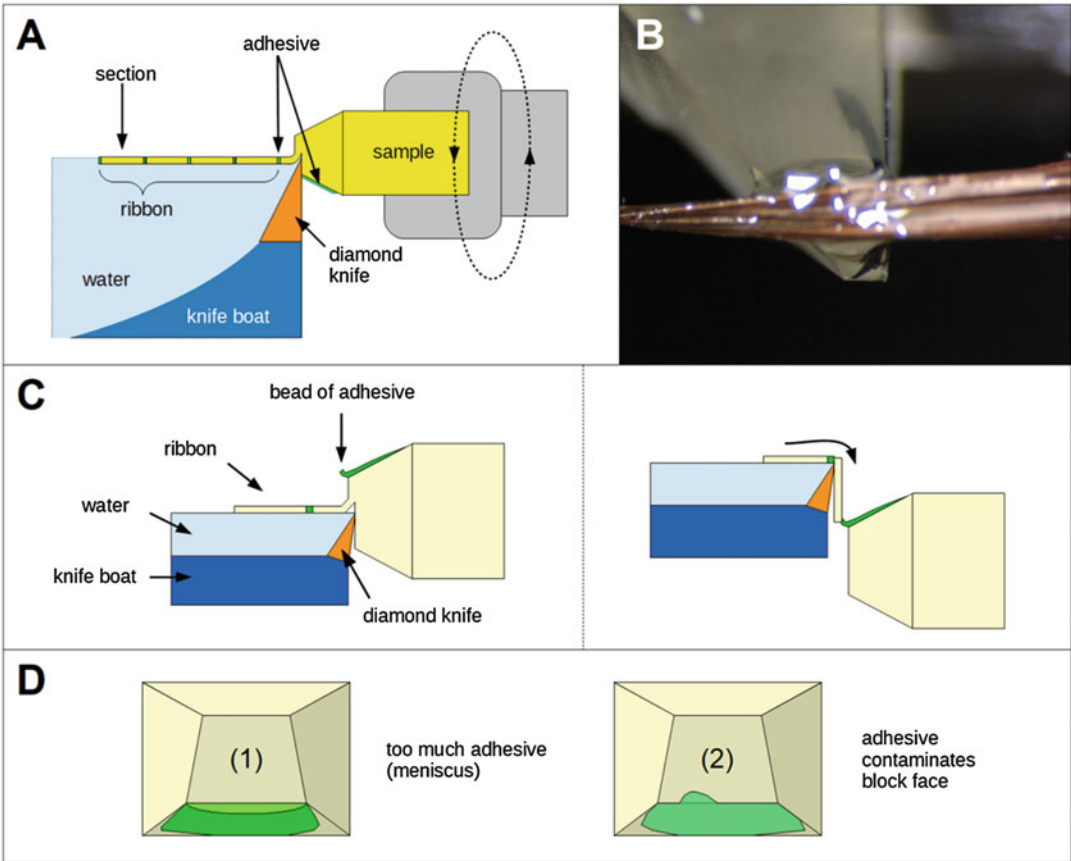 A
adhesive
section
sample
ribbon
diamond
knife
water
knife boat
B
C
bead of adhesive
ribbon
water
knife boat
diamond knife
D
(1)
too much adhesive
(meniscus)
(2)
adhesive
contaminates
block face